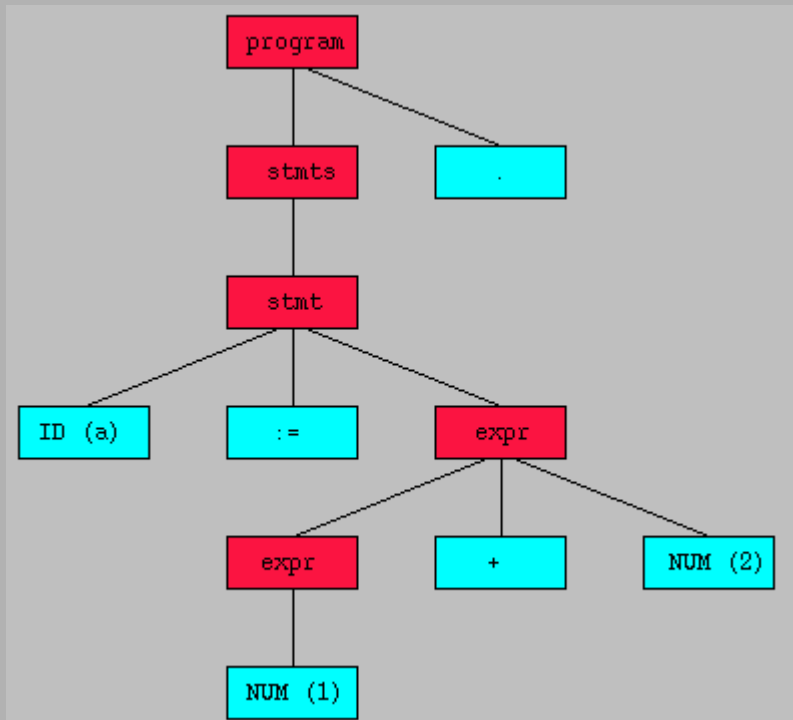 program
stmts
.
stmt
ID (a)
:=
expr
expr
+
NUM (2)
NUM (1)